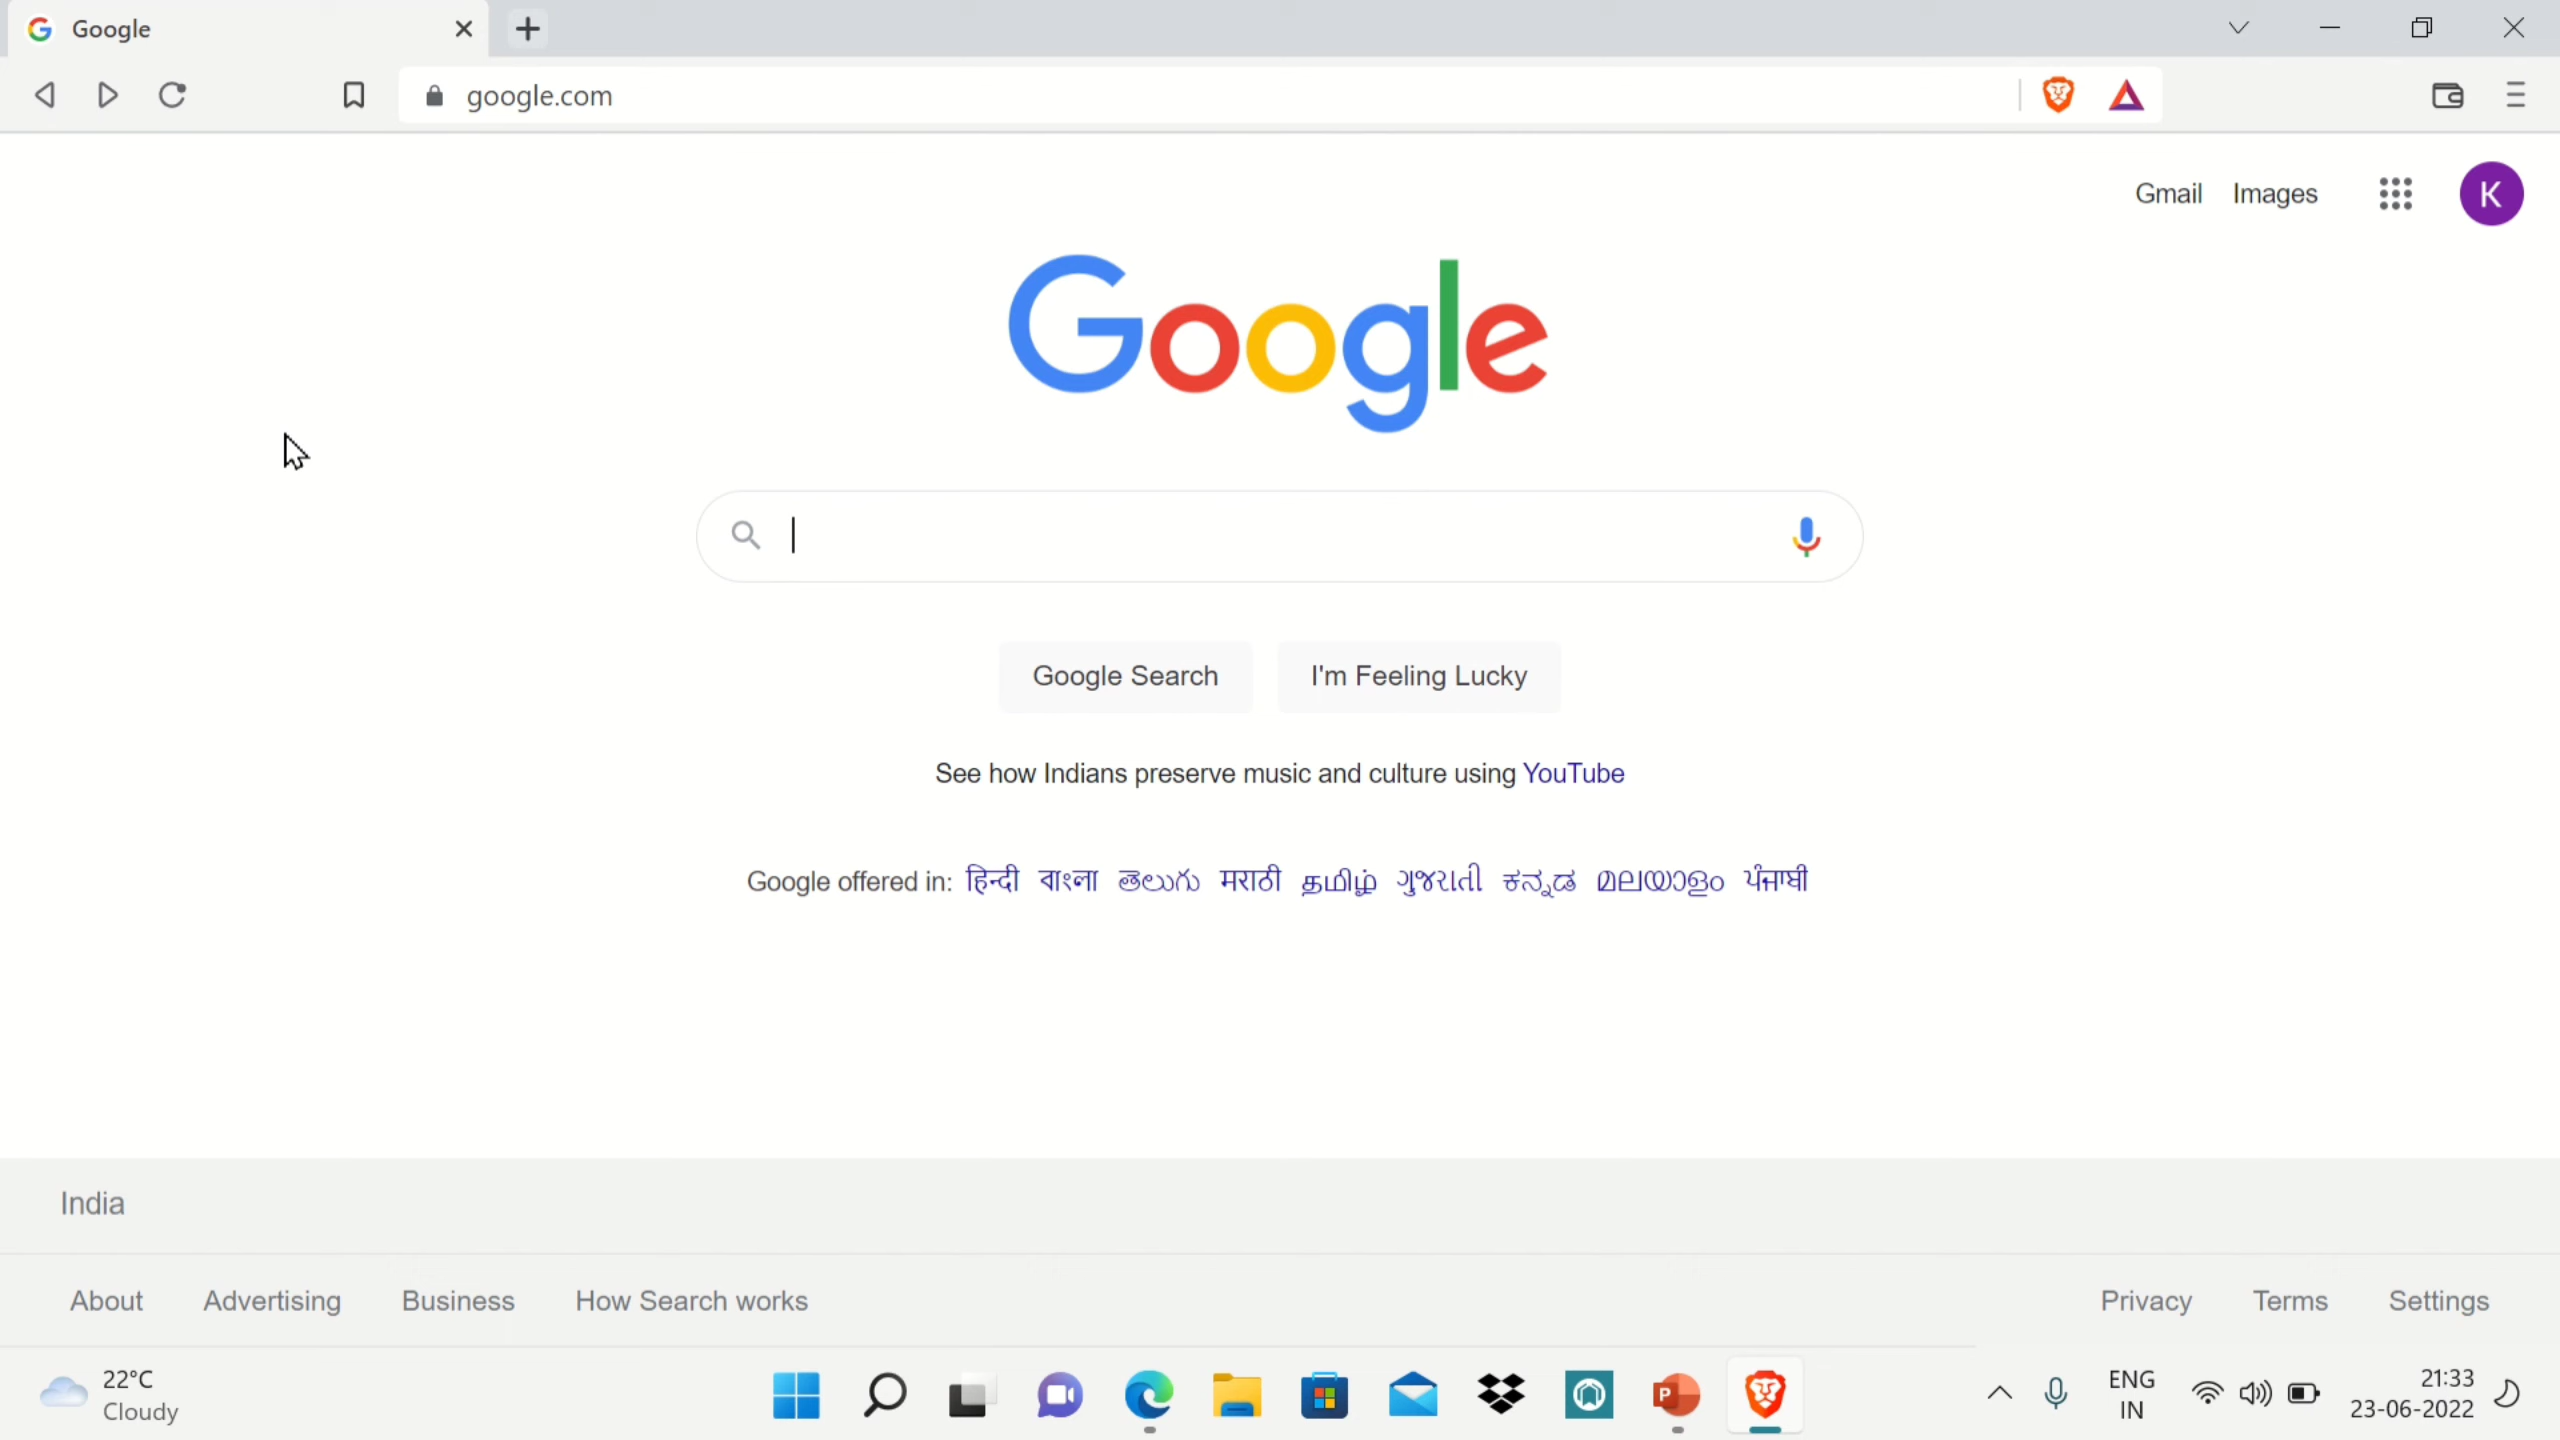 Google
google.com
Gmail Images
K
Google
Google Search I'm Feeling Lucky
See how Indians preserve music and culture using YouTube
Google offered in: हिन्दी বাংলা తెలుగు मराठी தமிழ் ગુજરાતી ಕನ್ನಡ മലയാളം ਪੰਜਾਬੀ
India
About Advertising Business How Search works Privacy Terms Settings
22°C
Cloudy
P
ENG
IN
21:33
23-06-2022